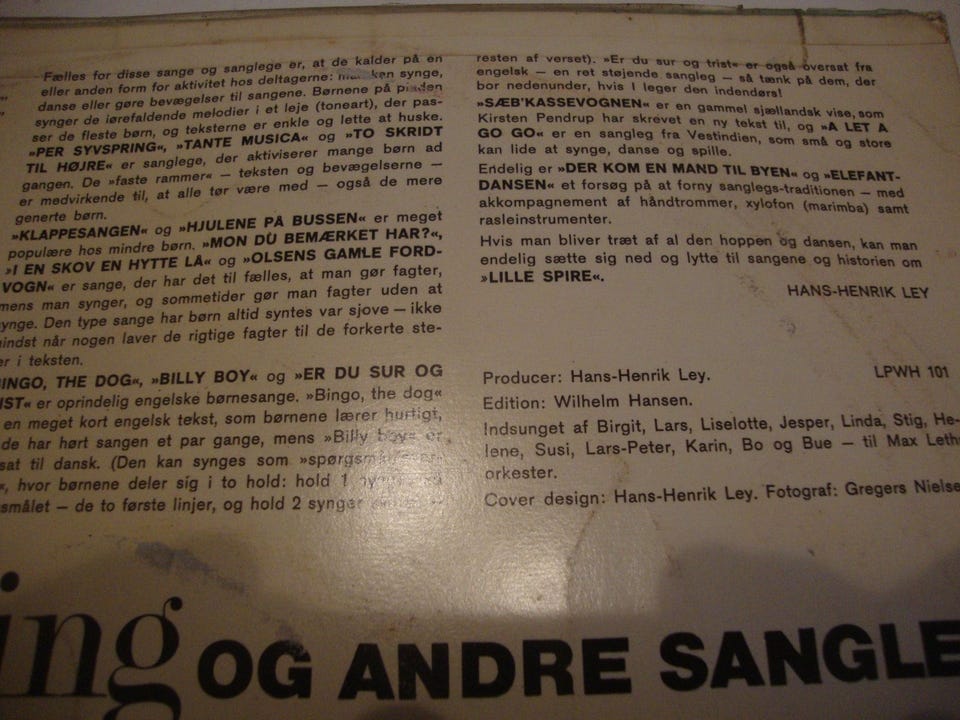 Fælles for disse sange og sanglege er, at de kalder på en
eller anden form for aktivitet hos deltagerne: man kan synge,
danse eller gøre bevægelser til sangene. Børnene på pladen
synger de iørefaldende melodier i et leje (toneart), der pas-
ser de fleste børn, og teksterne er enkle og lette at huske.
»PER SYVSPRING«, »TANTE MUSICA« og »TO SKRIDT
TIL HØJRE« er sanglege, der aktiviserer mange børn ad
gangen. De »faste rammer« — teksten og bevægelserne —
er medvirkende til, at alle tør være med — også de mere
generte børn.
»KLAPPESANGEN« og »HJULENE PÅ BUSSEN« er meget
populære hos mindre børn. »MON DU BEMÆRKET HAR?«,
»I EN SKOV EN HYTTE LÅ« og »OLSENS GAMLE FORD-
VOGN« er sange, der har det til fælles, at man gør fagter,
mens man synger, og sommetider gør man fagter uden at
ynge. Den type sange har børn altid syntes var sjove — ikke
indst når nogen laver de rigtige fagter til de forkerte ste-
er i teksten.
INGO, THE DOG«, »BILLY BOY« og »ER DU SUR OG
IST« er oprindelig engelske børnesange. »Bingo, the dog«
en meget kort engelsk tekst, som børnene lærer hurtigt,
de har hørt sangen et par gange, mens »Billy boy« er
sat til dansk. (Den kan synges som
«, hvor børnene deler sig i to hold: hold 1
smålet — de to første linjer, og hold 2 synger
resten af verset). »Er du sur og trist« er også oversat fra
engelsk — en ret støjende sangleg — så tænk på dem, der
bor nedenunder, hvis I leger den indendørs!
»SÆB'KASSEVOGNEN« er en gammel sjællandsk vise, som
Kirsten Pendrup har skrevet en ny tekst til, og »A LET A
GO GO« er en sangleg fra Vestindien, som små og store
kan lide at synge, danse og spille.
Endelig er »DER KOM EN MAND TIL BYEN« og »ELEFANT-
DANSEN« et forsøg på at forny sanglegs-traditionen — med
akkompagnement af håndtrommer, xylofon (marimba) samt
rasleinstrumenter.
Hvis man bliver træt af al den hoppen og dansen, kan man
endelig sætte sig ned og lytte til sangene og historien om
»LILLE SPIRE«.
HANS-HENRIK LEY
Producer: Hans-Henrik Ley. LPWH 101
Edition: Wilhelm Hansen.
Indsunget af Birgit, Lars, Liselotte, Jesper, Linda, Stig, He-
lene, Susi, Lars-Peter, Karin, Bo og Bue — til Max Leth
orkester.
Cover design: Hans-Henrik Ley. Fotograf: Gregers Nielse
ing OG ANDRE SANGLE